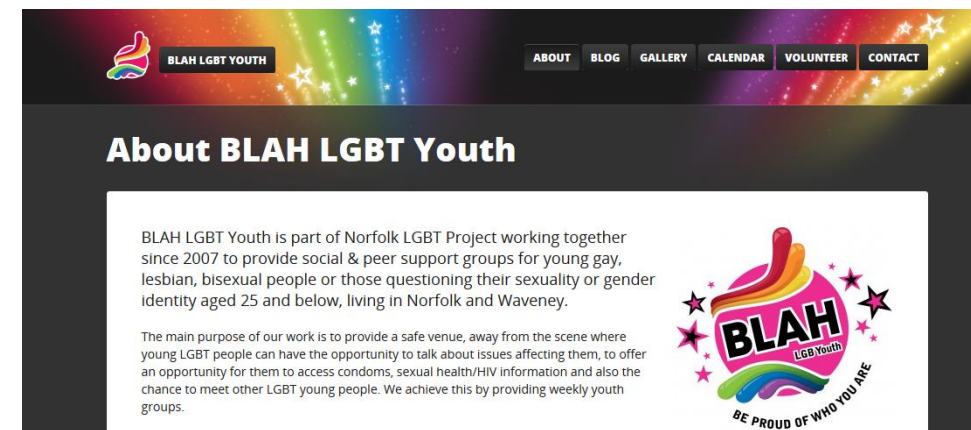 BLAH LGBT YOUTH
ABOUT BLOG GALLERY CALENDAR VOLUNTEER CONTACT
About BLAH LGBT Youth
BLAH LGBT Youth is part of Norfolk LGBT Project working together
since 2007 to provide social & peer support groups for young gay,
lesbian, bisexual people or those questioning their sexuality or gender
identity aged 25 and below, living in Norfolk and Waveney.
The main purpose of our work is to provide a safe venue, away from the scene where
young LGBT people can have the opportunity to talk about issues affecting them, to offer
an opportunity for them to access condoms, sexual health/HIV information and also the
chance to meet other LGBT young people. We achieve this by providing weekly youth
groups.
BLAH
LGB Youth
BE PROUD OF WHO YOU ARE